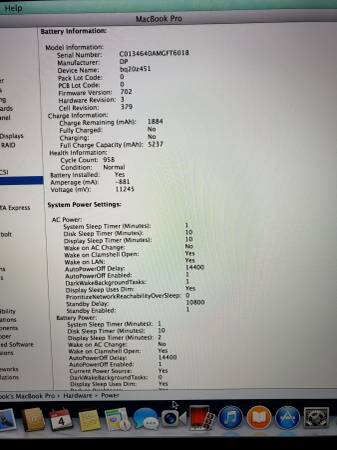 Help
MacBook Pro
Battery Information:
Model Information:
Serial Number: C0134640AMGFT6018
Manufacturer: DP
Device Name: bq20z451
Pack Lot Code: 0
PCB Lot Code: 0
Firmware Version: 702
Hardware Revision: 3
Cell Revision: 379
Charge Information:
Charge Remaining (mAh): 1884
Fully Charged: No
Charging: No
Full Charge Capacity (mAh): 5237
Health Information:
Cycle Count: 958
Condition: Normal
Battery Installed: Yes
Amperage (mA): -881
Voltage (mV): 11245
System Power Settings:
AC Power:
System Sleep Timer (Minutes): 1
Disk Sleep Timer (Minutes): 10
Display Sleep Timer (Minutes): 10
Wake on AC Change: No
Wake on Clamshell Open: Yes
Wake on LAN: Yes
AutoPowerOff Delay: 14400
AutoPowerOff Enabled: 1
DarkWakeBackgroundTasks: 1
Display Sleep Uses Dim: Yes
PrioritizeNetworkReachabilityOverSleep: 0
Standby Delay: 10800
Standby Enabled: 1
Battery Power:
System Sleep Timer (Minutes): 1
Disk Sleep Timer (Minutes): 10
Display Sleep Timer (Minutes): 2
Wake on AC Change: No
Wake on Clamshell Open: Yes
AutoPowerOff Delay: 14400
AutoPowerOff Enabled: 1
Current Power Source: Yes
DarkWakeBackgroundTasks: 0
Display Sleep Uses Dim: Yes
ards
Displays
RAID
CSI
TA Express
bolt
ibility
ations
onents
oper
ed Software
sions
eworks
llations
ook's MacBook Pro › Hardware › Power
4